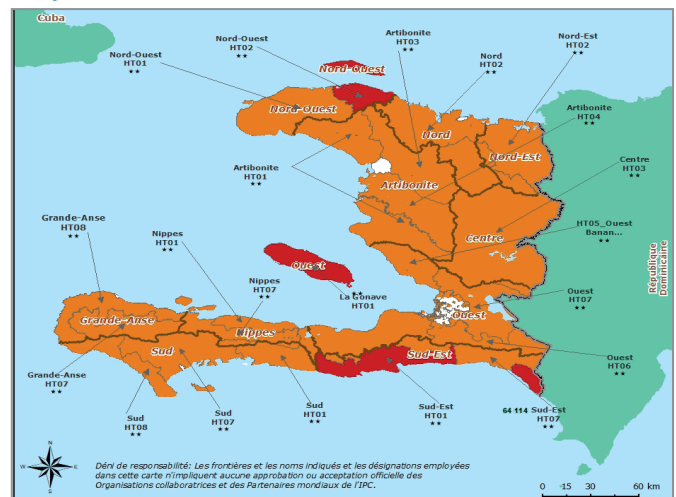 Cuba
Nord-Ouest
HT02
★★
Artibonite
HT03
★★
Nord-Est
HT02
★★
Nord-Ouest
HT01
★★
Nord
HT02
★★
Nord-Ouest
Artibonite
HT04
★★
Nord-Ouest
Nord
Nord-Est
Centre
HT03
★★
Artibonite
HT01
★★
Artibonite
Grande-Anse
HT08
★★
Nippes
HT01
★★
Centre
HT05_Ouest
Banan...
★★
Ouest
République
Dominicaine
Nippes
HT07
★★
★★
La Gonave
HT01
Ouest
HT07
★★
Grande-Anse
Nippes
Ouest
Sud
Sud-Est
Ouest
HT06
★★
Grande-Anse
HT07
★★
Sud
HT08
★★
Sud
HT07
★★
Sud
HT01
★★
Sud-Est
HT01
★★
64 114
Sud-Est
HT07
★★
N
W
E
S
Déni de responsabilité: Les frontières et les noms indiqués et les désignations employées
dans cette carte n'impliquent aucune approbation ou acceptation officielle des
Organisations collaboratrices et des Partenaires mondiaux de l'IPC.
0 15 30 60